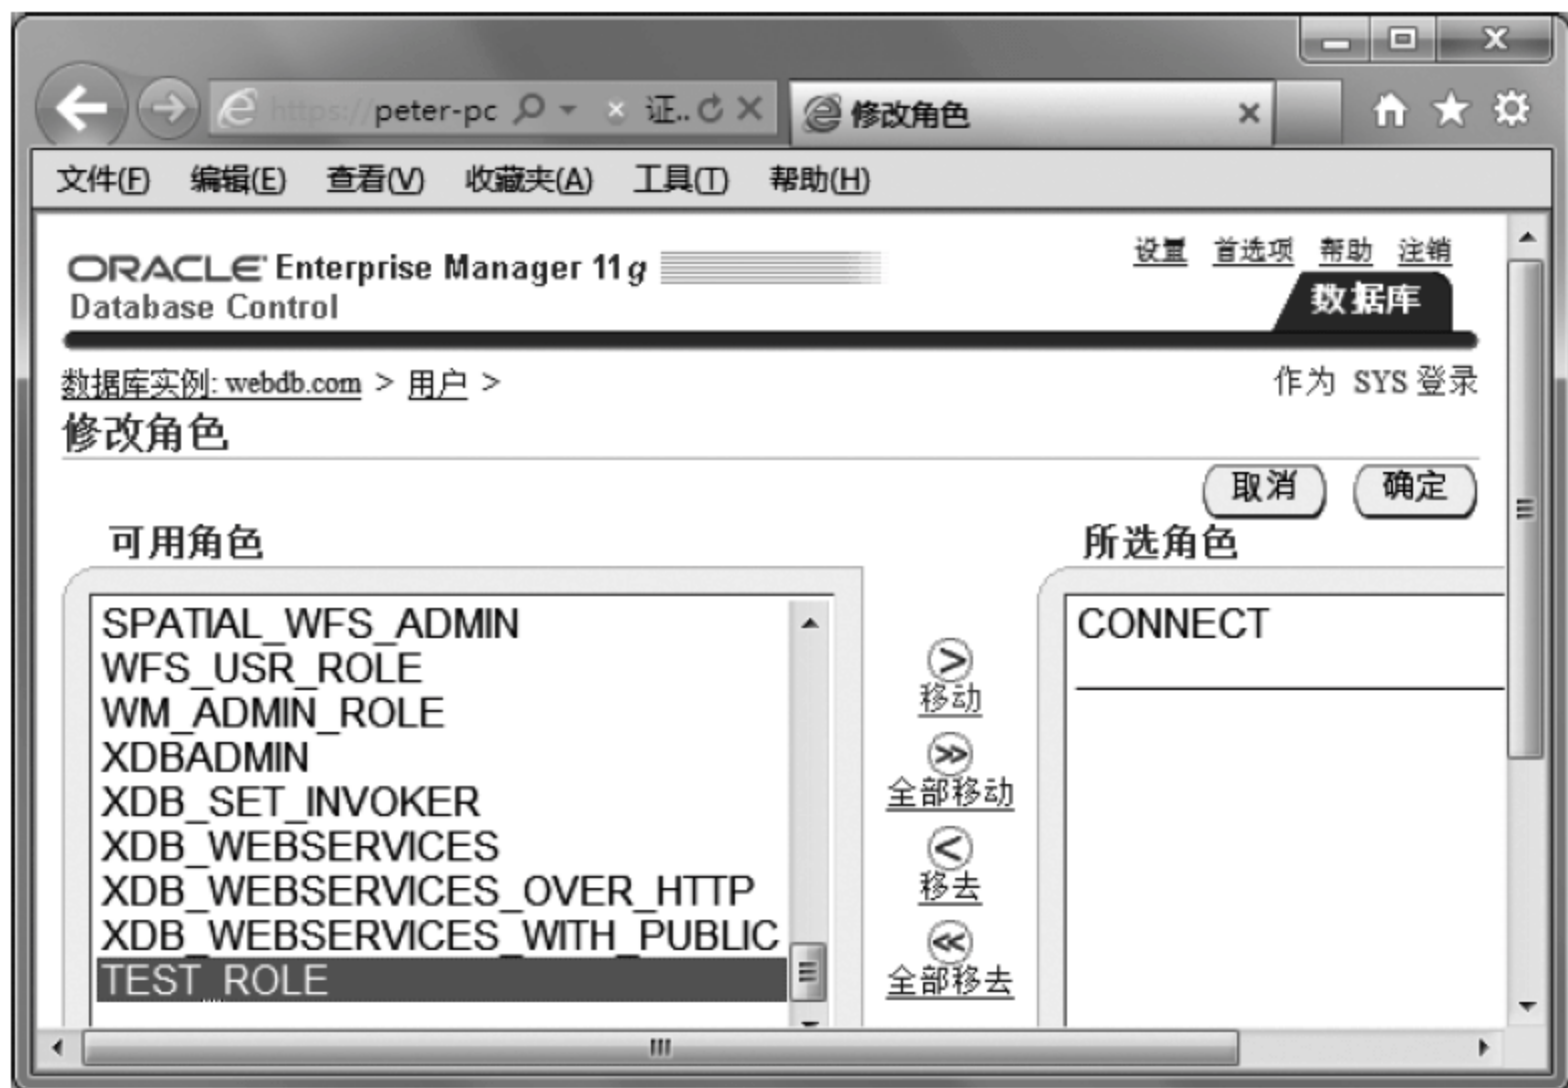 https://peter-pc 证..
修改角色
文件(F) 编辑(E) 查看(V) 收藏夹(A) 工具(T) 帮助(H)
ORACLE Enterprise Manager 11g
Database Control
设置 首选项 帮助 注销
数据库
数据库实例: webdb.com > 用户 >
作为 SYS 登录
修改角色
取消 确定
可用角色
SPATIAL_WFS_ADMIN
WFS_USR_ROLE
WM_ADMIN_ROLE
XDBADMIN
XDB_SET_INVOKER
XDB_WEBSERVICES
XDB_WEBSERVICES_OVER_HTTP
XDB_WEBSERVICES_WITH_PUBLIC
TEST_ROLE
移动
全部移动
移去
全部移去
所选角色
CONNECT